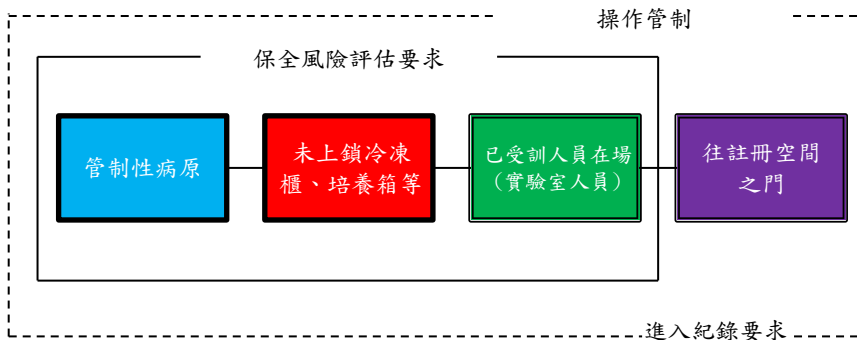 操作管制
保全風險評估要求
管制性病原
未上鎖冷凍
櫃、培養箱等
已受訓人員在場
（實驗室人員）
往註冊空間
之門
進入紀錄要求